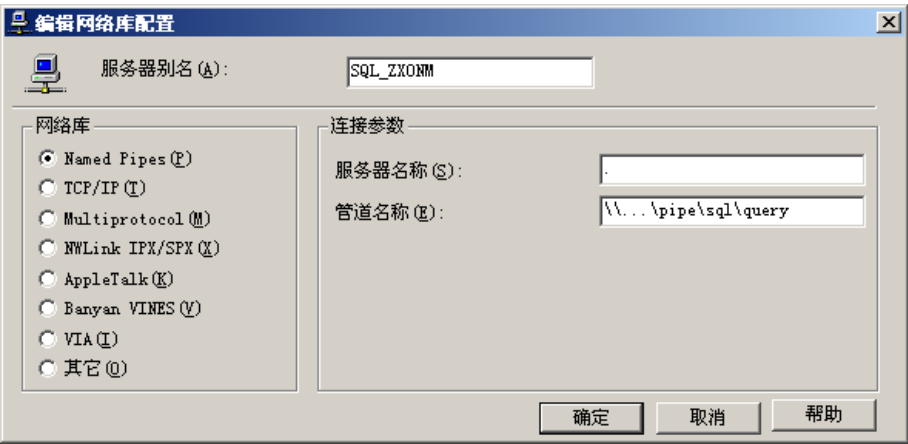 编辑网络库配置
服务器别名(A): SQL_ZXONM
网络库
Named Pipes(P)
TCP/IP(T)
Multiprotocol(M)
NWLink IPX/SPX(X)
AppleTalk(K)
Banyan VINES(V)
VIA(I)
其它(O)
连接参数
服务器名称(S): .
管道名称(E): \\...\pipe\sql\query
确定 取消 帮助